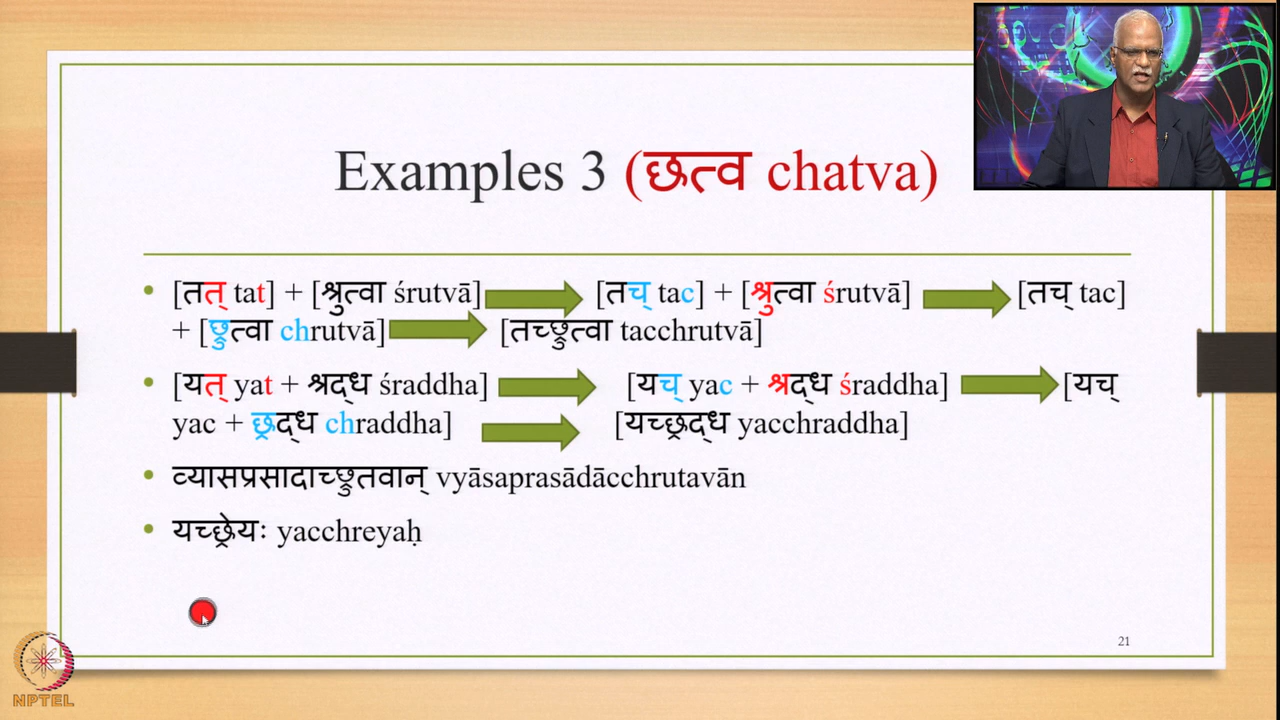 Examples 3 (छत्व chatva)
• [तत् tat] + [श्रुत्वा śrutvā] [तच् tac] + [श्रुत्वा śrutvā] [तच् tac]
+ [छ्रुत्वा chrutvā] [तच्छ्रुत्वा tacchrutvā]
• [यत् yat + श्रद्ध śraddha] [यच् yac + श्रद्ध śraddha] [यच्
yac + छ्रद्ध chraddha] [यच्छ्रद्ध yacchraddha]
• व्यासप्रसादाच्छ्रुतवान् vyāsaprasādācchrutavān
• यच्छ्रेयः yacchreyaḥ
21
NPTEL